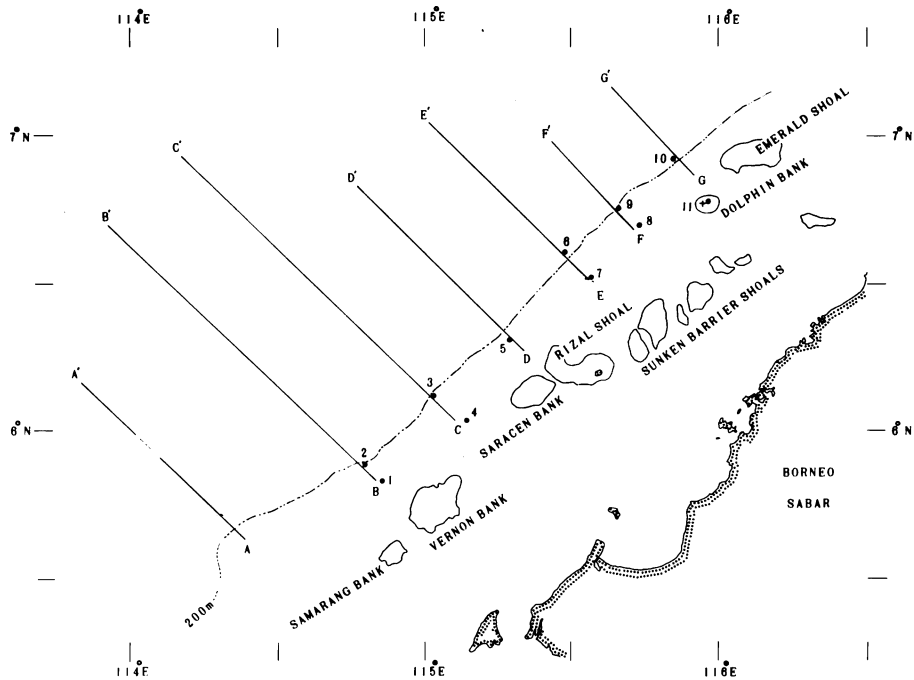 114°E 115°E 116°E
G'
EMERALD SHOAL
E'
F'
7°N 7°N
C'
10
G
DOLPHIN BANK
D'
11
9
8
F
B'
6
7
E
SUNKEN BARRIER SHOALS
RIZAL SHOAL
5
D
A'
3
4
C
SARACEN BANK
6°N 6°N
2
1
B
BORNEO
SABAR
VERNON BANK
A
SAMARANG BANK
200m
114°E 115°E 116°E